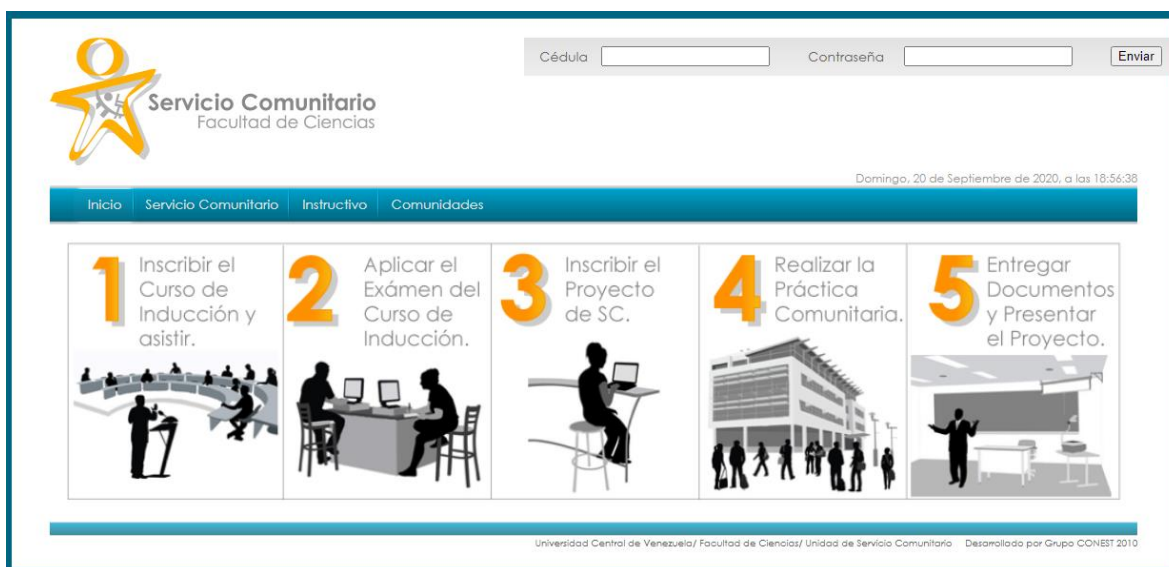 Cédula Contraseña Enviar
Servicio Comunitario
Facultad de Ciencias
Domingo, 20 de Septiembre de 2020, a las 18:56:38
Inicio Servicio Comunitario Instructivo Comunidades
1 Inscribir el
Curso de
Inducción y
asistir.
2 Aplicar el
Exámen del
Curso de
Inducción.
3 Inscribir el
Proyecto
de SC.
4 Realizar la
Práctica
Comunitaria.
5 Entregar
Documentos
y Presentar
el Proyecto.
Universidad Central de Venezuela/ Facultad de Ciencias/ Unidad de Servicio Comunitario Desarrollado por Grupo CONEST 2010